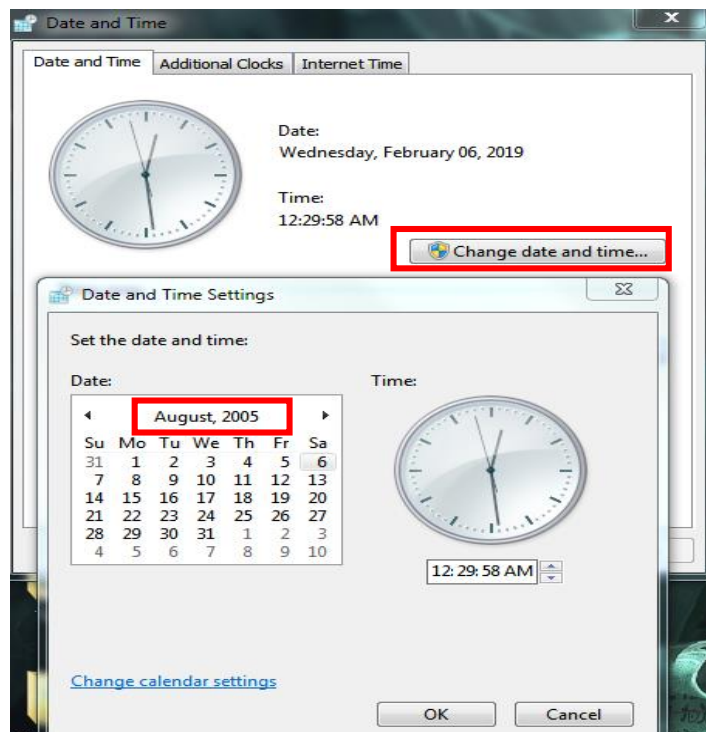 Date and Time
Date and Time Additional Clocks Internet Time
Date:
Wednesday, February 06, 2019
Time:
12:29:58 AM
Change date and time...
Date and Time Settings
Set the date and time:
Date:
August, 2005
Su Mo Tu We Th Fr Sa
31 1 2 3 4 5 6
7 8 9 10 11 12 13
14 15 16 17 18 19 20
21 22 23 24 25 26 27
28 29 30 31 1 2 3
4 5 6 7 8 9 10
Time:
12:29:58 AM
Change calendar settings
OK Cancel